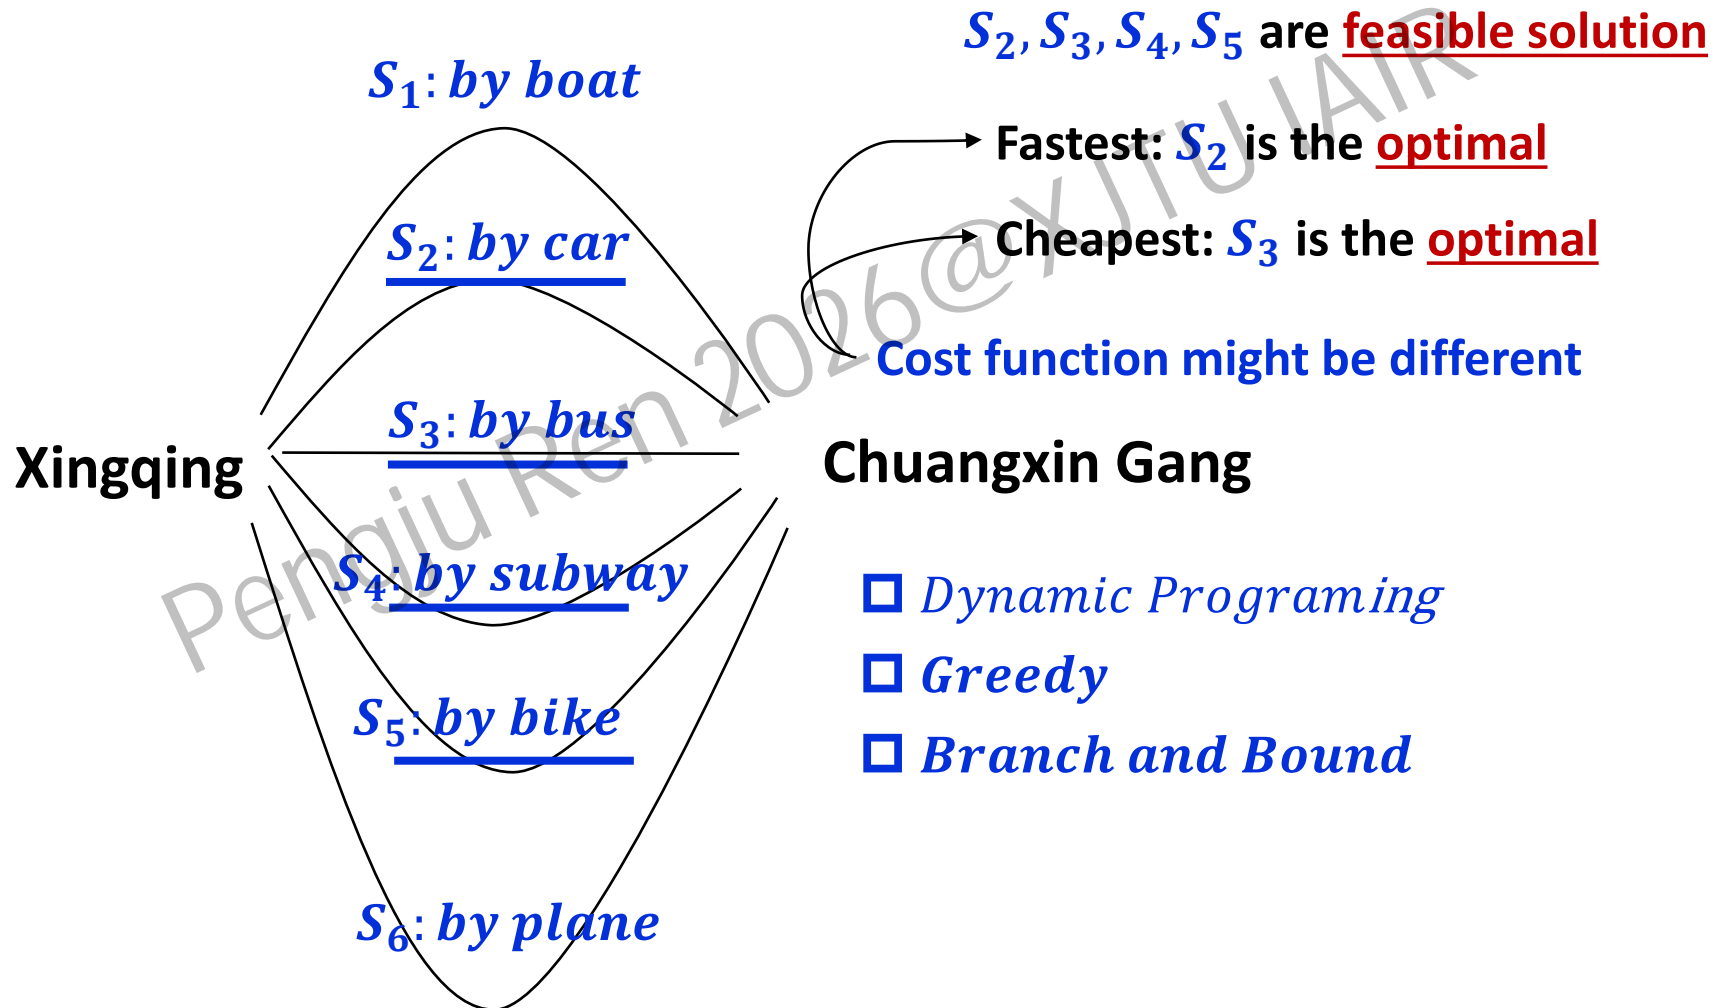 S₂, S₃, S₄, S₅ are feasible solution
S₁: by boat
Fastest: S₂ is the optimal
S₂: by car
Cheapest: S₃ is the optimal
Cost function might be different
S₃: by bus
Xingqing
Chuangxin Gang
S₄: by subway
Dynamic Programing
Greedy
S₅: by bike
Branch and Bound
S₆: by plane
Pengju Ren 2026@XJTU IAIR